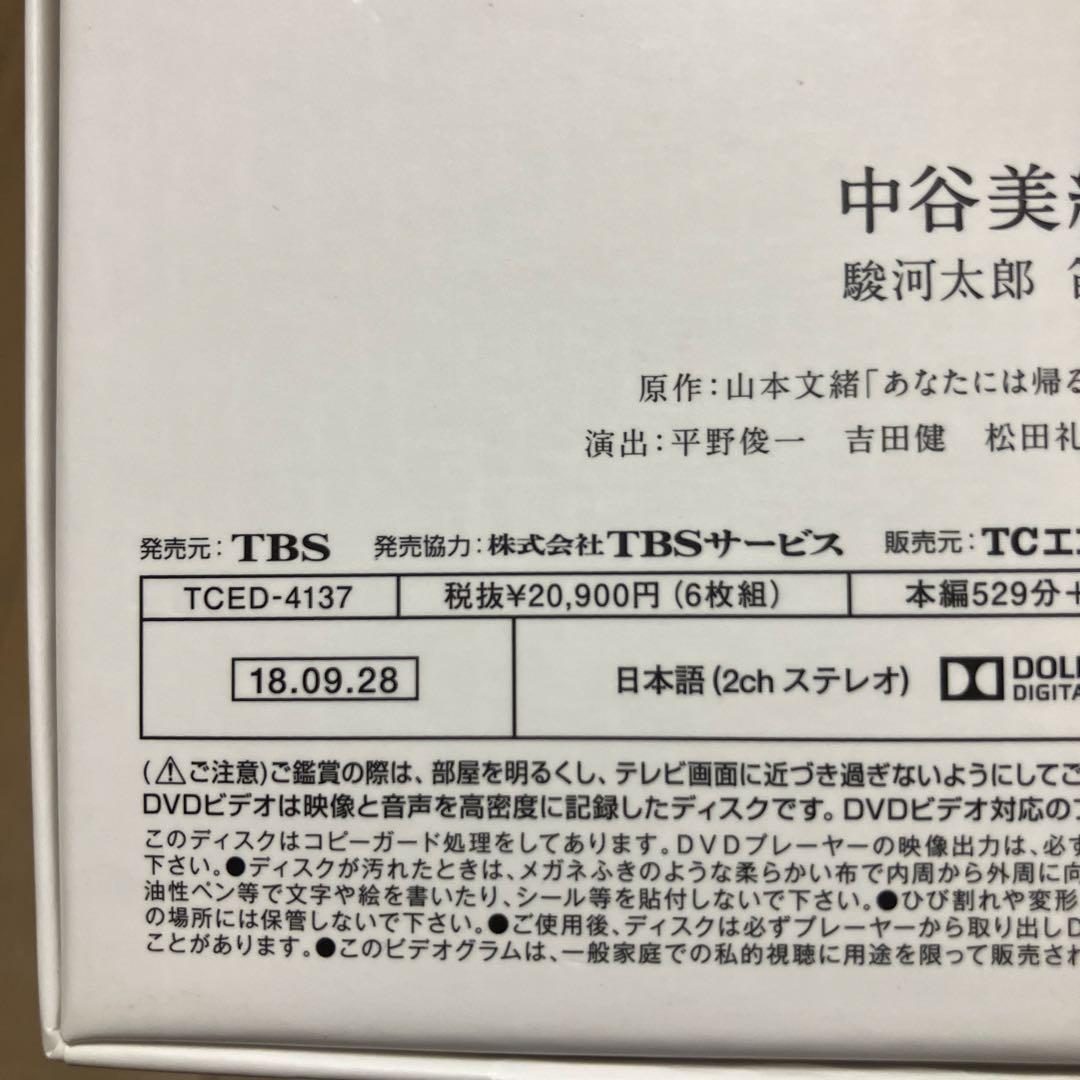 中谷美
駿河太郎
原作：山本文緒「あなたには帰る
演出：平野俊一 吉田健 松田礼
発売元：TBS 発売協力：株式会社TBSサービス 販売元：TCエ
TCED-4137 税抜¥20,900円（6枚組） 本編529分＋
18.09.28 日本語（2chステレオ） DOL
DIGITA
（⚠ご注意）ご鑑賞の際は、部屋を明るくし、テレビ画面に近づき過ぎないようにしてご
DVDビデオは映像と音声を高密度に記録したディスクです。DVDビデオ対応の
このディスクはコピーガード処理をしてあります。DVDプレーヤーの映像出力は、必ず
下さい。●ディスクが汚れたときは、メガネふきのような柔らかい布で内周から外周に向
油性ペン等で文字や絵を書いたり、シール等を貼付しないで下さい。●ひび割れや変形
の場所には保管しないで下さい。●ご使用後、ディスクは必ずプレーヤーから取り出しD
ことがあります。●このビデオグラムは、一般家庭での私的視聴に用途を限って販売され